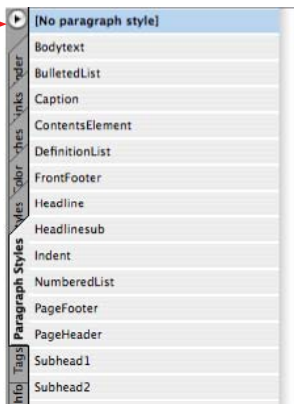 [No paragraph style]
Bodytext
BulletedList
Caption
ContentsElement
DefinitionList
FrontFooter
Headline
Headlinesub
Indent
NumberedList
PageFooter
PageHeader
Subhead1
Subhead2
Paragraph Styles
Tags